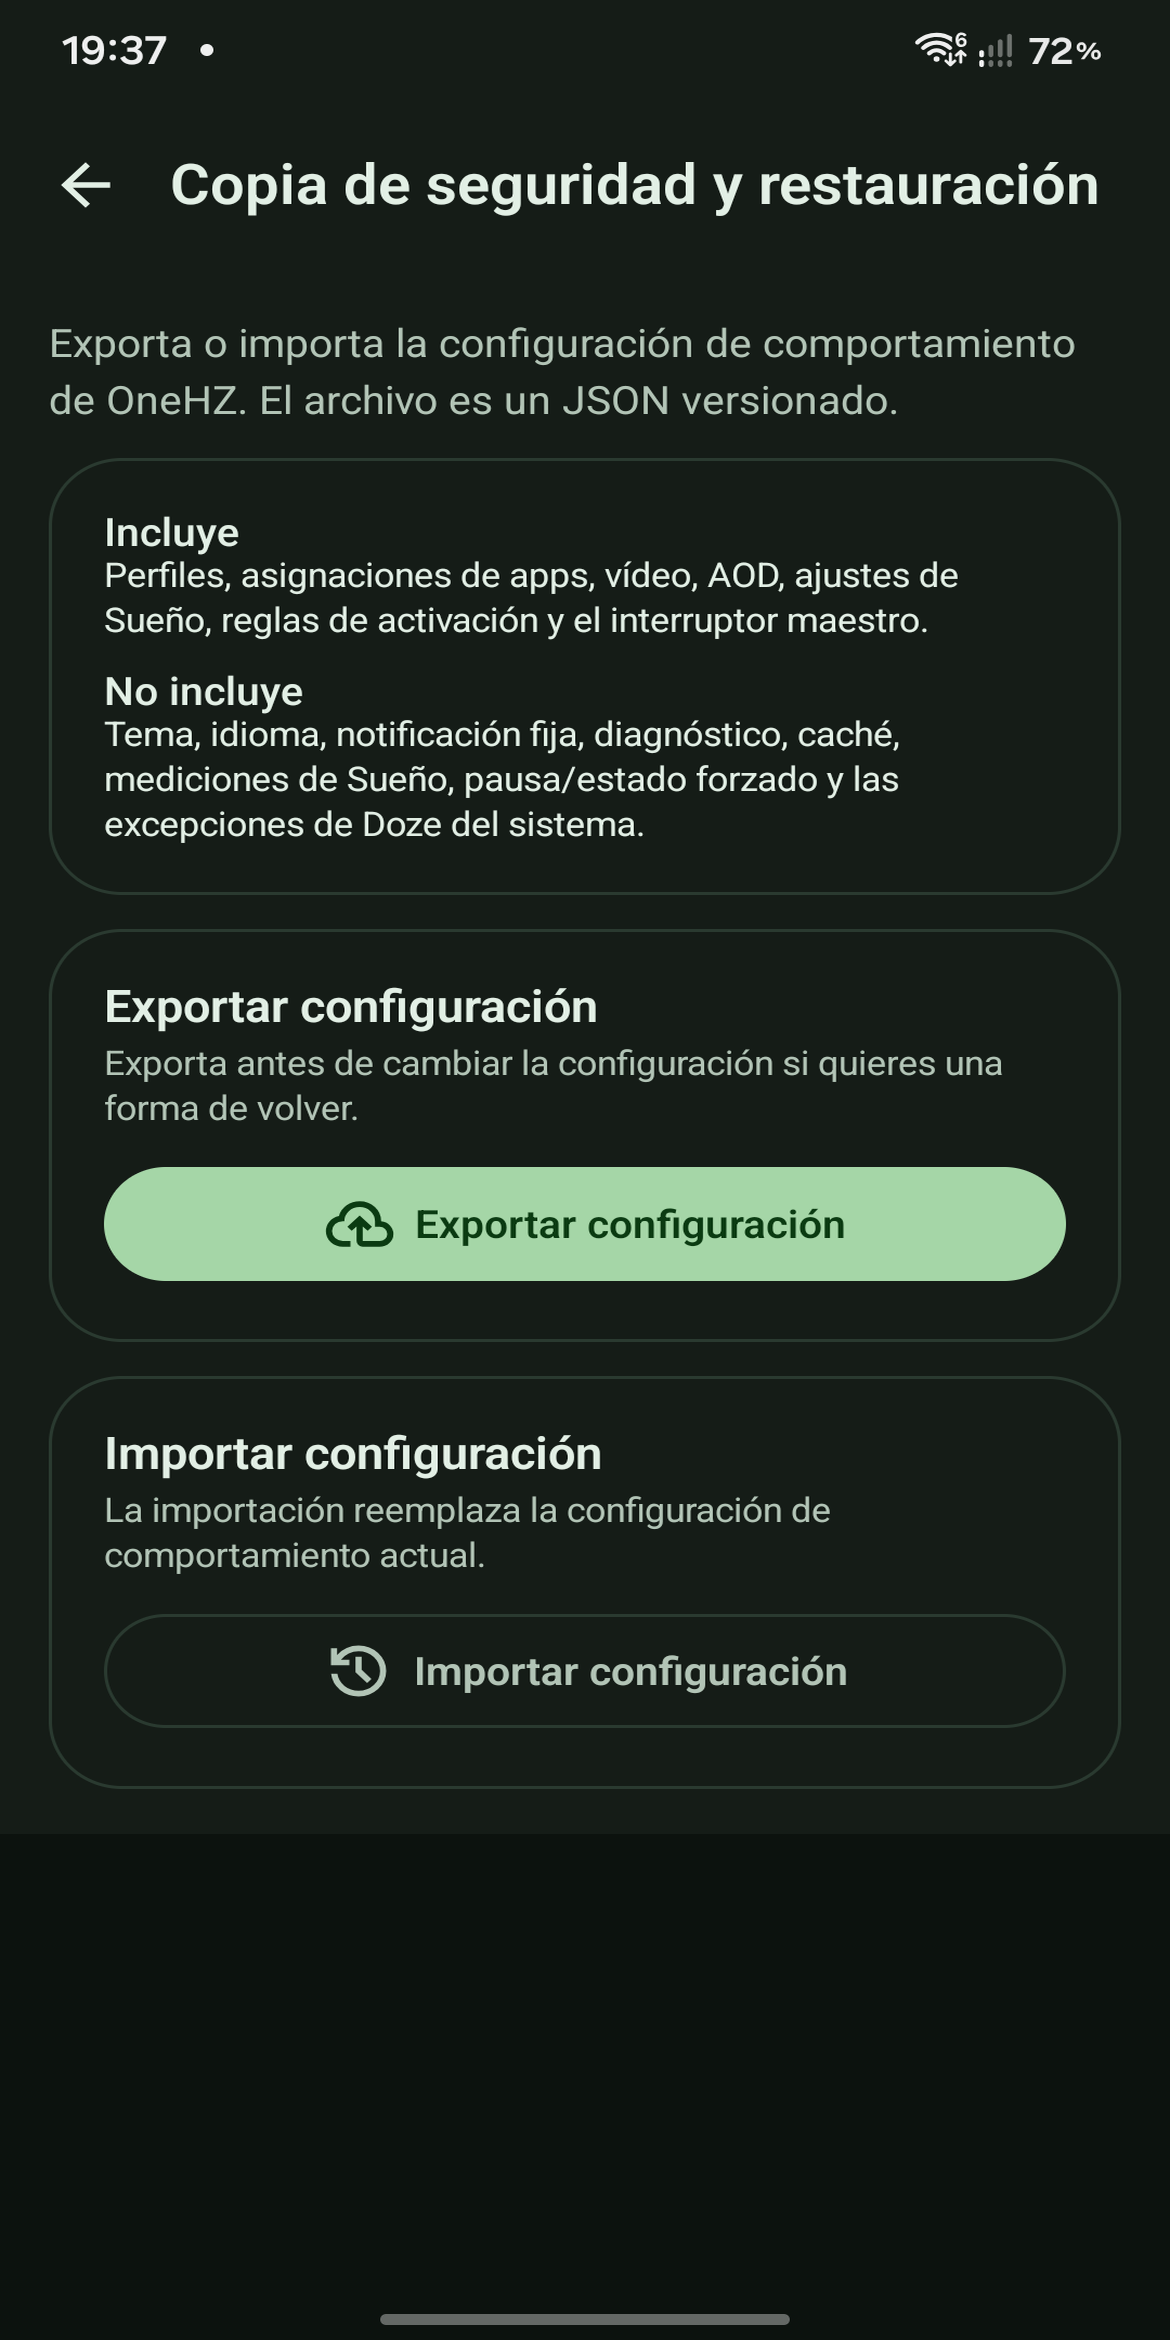 19:37
6
72%
Copia de seguridad y restauración
Exporta o importa la configuración de comportamiento
de OneHZ. El archivo es un JSON versionado.
Incluye
Perfiles, asignaciones de apps, vídeo, AOD, ajustes de
Sueño, reglas de activación y el interruptor maestro.
No incluye
Tema, idioma, notificación fija, diagnóstico, caché,
mediciones de Sueño, pausa/estado forzado y las
excepciones de Doze del sistema.
Exportar configuración
Exporta antes de cambiar la configuración si quieres una
forma de volver.
Exportar configuración
Importar configuración
La importación reemplaza la configuración de
comportamiento actual.
Importar configuración